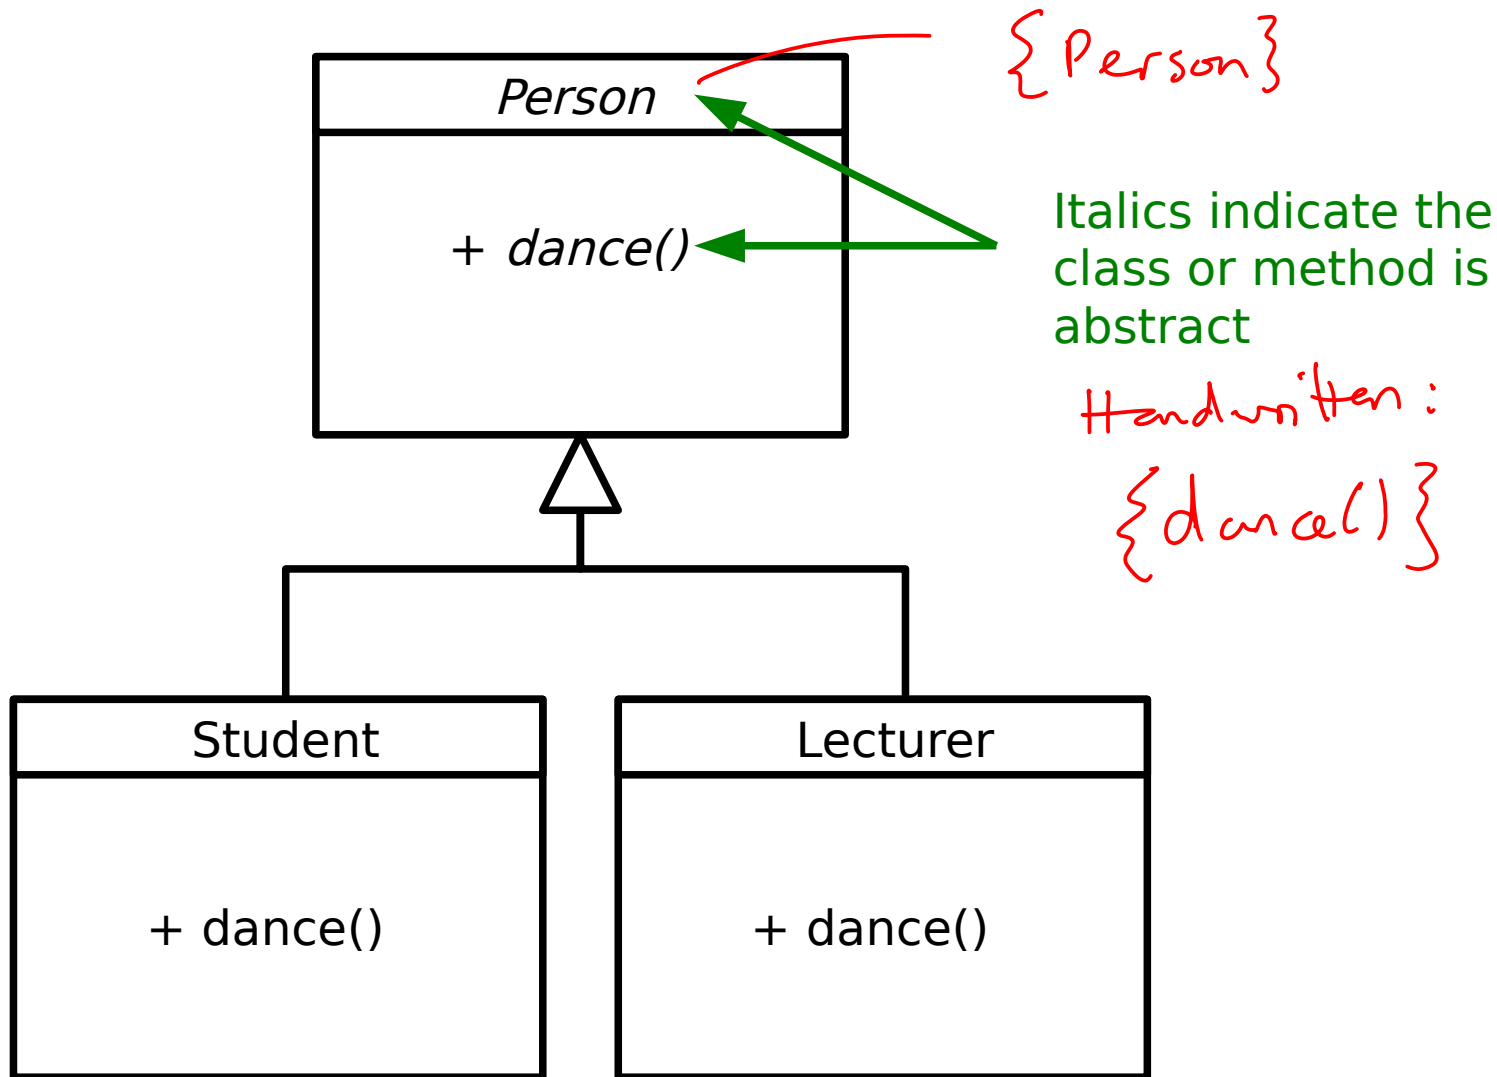 Person
{Person}
+ dance()
Italics indicate the
class or method is
abstract
Handwritten:
{dance()}
Student
Lecturer
+ dance()
+ dance()